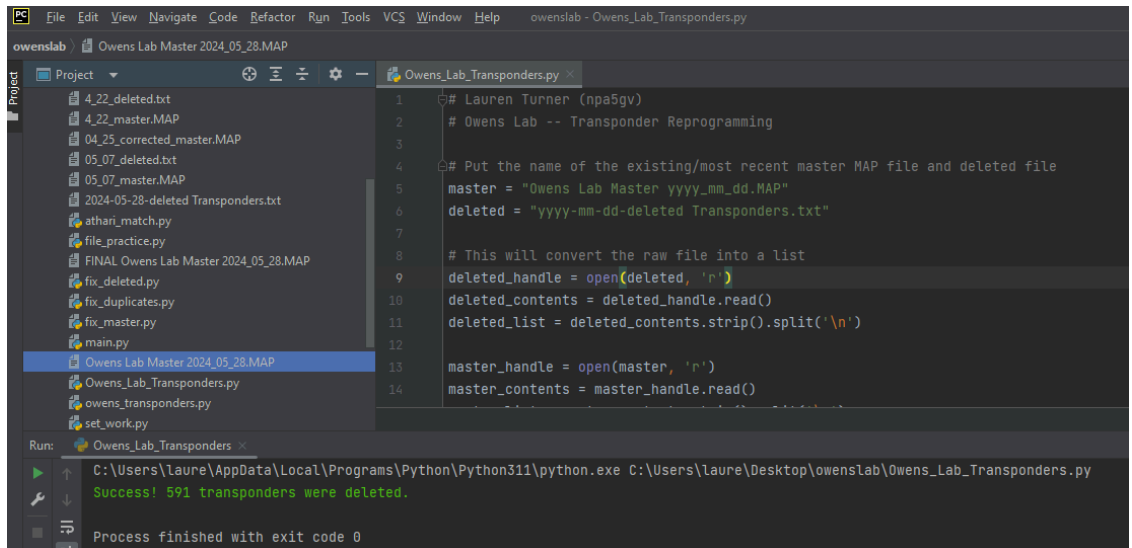 PC File Edit View Navigate Code Refactor Run Tools VCS Window Help owenslab - Owens_Lab_Transponders.py
owenslab Owens Lab Master 2024_05_28.MAP
Project
Project
4_22_deleted.txt
4_22_master.MAP
04_25_corrected_master.MAP
05_07_deleted.txt
05_07_master.MAP
2024-05-28-deleted Transponders.txt
athari_match.py
file_practice.py
FINAL Owens Lab Master 2024_05_28.MAP
fix_deleted.py
fix_duplicates.py
fix_master.py
main.py
Owens Lab Master 2024_05_28.MAP
Owens_Lab_Transponders.py
owens_transponders.py
set_work.py
Owens_Lab_Transponders.py
1 # Lauren Turner (npa5gv)
2 # Owens Lab -- Transponder Reprogramming
3
4 # Put the name of the existing/most recent master MAP file and deleted file
5 master = "Owens Lab Master yyyy_mm_dd.MAP"
6 deleted = "yyyy-mm-dd-deleted Transponders.txt"
7
8 # This will convert the raw file into a list
9 deleted_handle = open(deleted, 'r')
10 deleted_contents = deleted_handle.read()
11 deleted_list = deleted_contents.strip().split('\n')
12
13 master_handle = open(master, 'r')
14 master_contents = master_handle.read()
Run: Owens_Lab_Transponders
C:\Users\laure\AppData\Local\Programs\Python\Python311\python.exe C:\Users\laure\Desktop\owenslab\Owens_Lab_Transponders.py
Success! 591 transponders were deleted.
Process finished with exit code 0